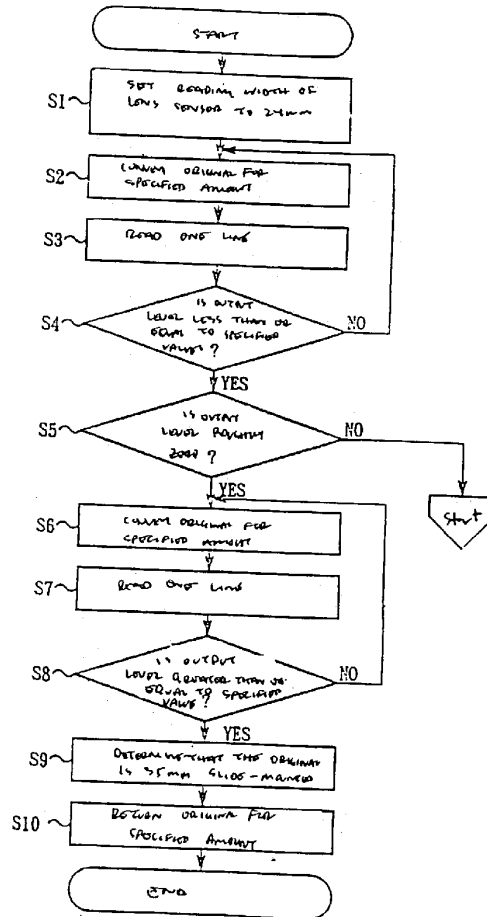 START
S1
SET READING WIDTH OF
LENS SENSOR TO 24mm
S2
CONVEY ORIGINAL FOR
SPECIFIED AMOUNT
S3
READ ONE LINE
S4
IS OUTPUT
LEVEL LESS THAN OR
EQUAL TO SPECIFIED
VALUE?
NO
YES
S5
IS OUTPUT
LEVEL ROUGHLY
ZERO?
NO
YES
Start
S6
CONVEY ORIGINAL FOR
SPECIFIED AMOUNT
S7
READ ONE LINE
S8
IS OUTPUT
LEVEL GREATER THAN OR
EQUAL TO SPECIFIED
VALUE?
NO
YES
S9
DETERMINE THAT THE ORIGINAL
IS 35mm SLIDE-MOUNTED
S10
RETURN ORIGINAL FOR
SPECIFIED AMOUNT
END